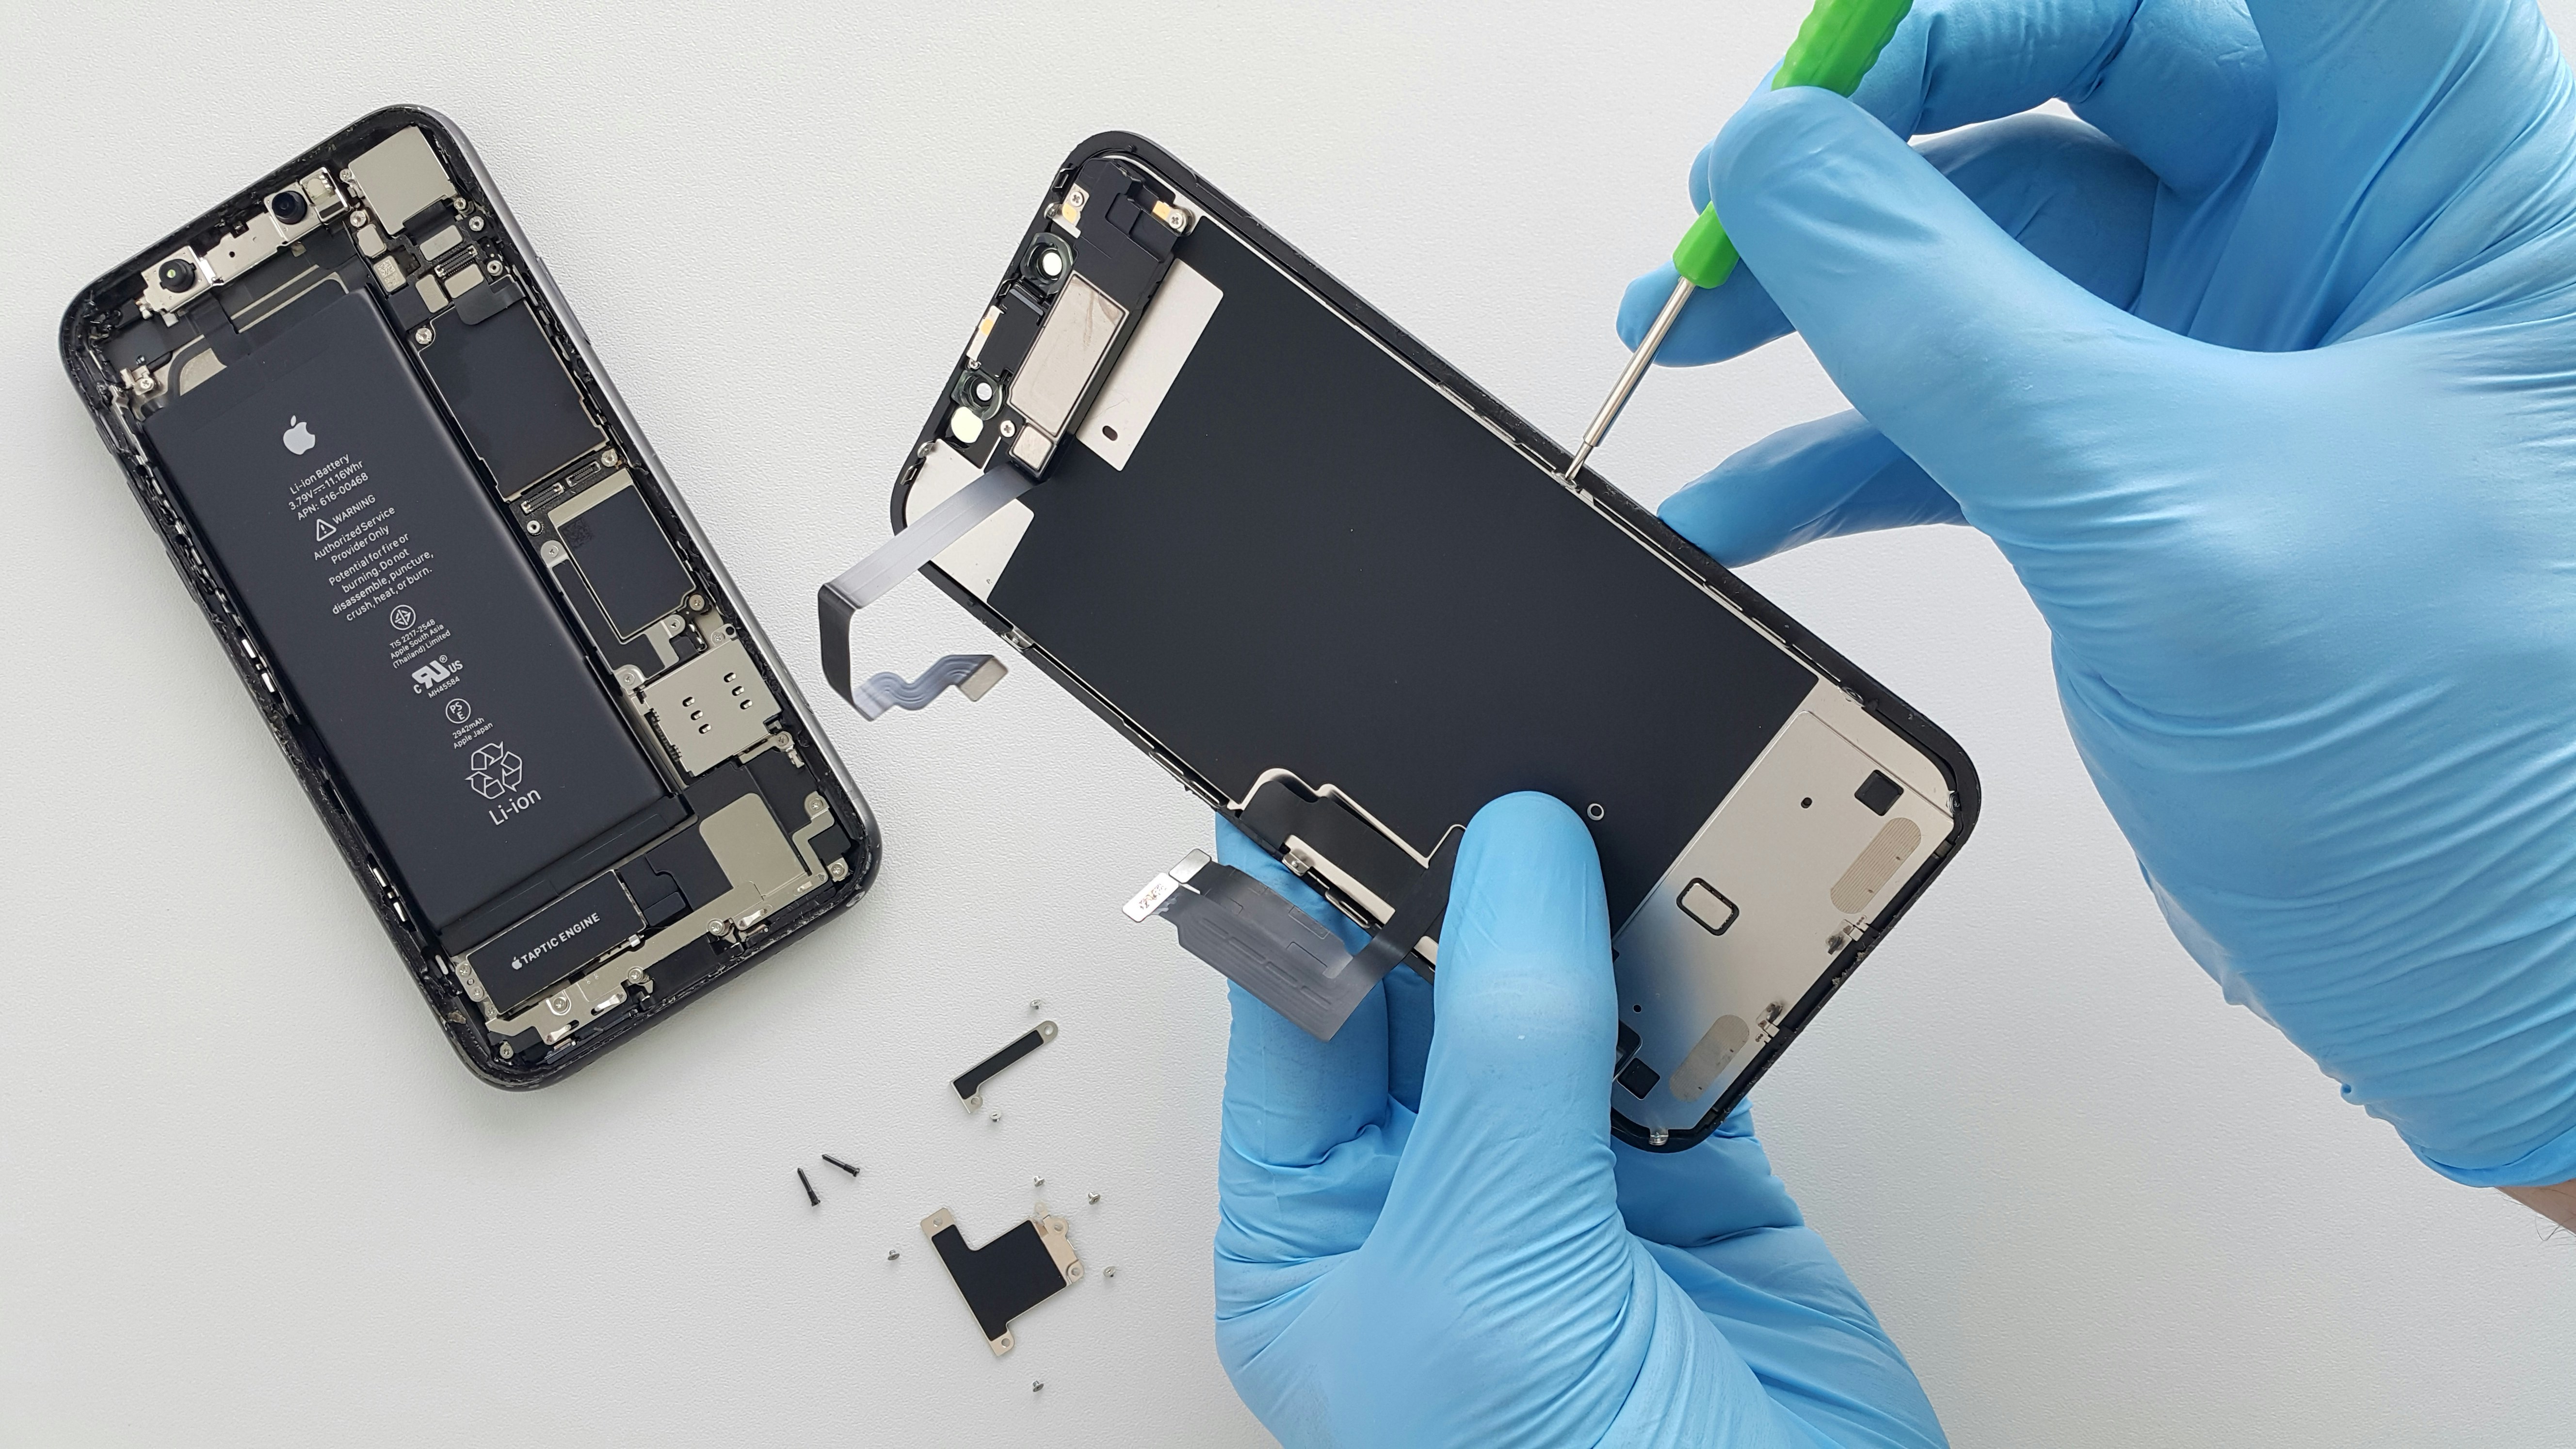 Li-ion Battery
3.79V⎓11.16Whr
APN: 616-00468
WARNING
Authorized Service
Provider Only
Potential for fire or
burning. Do not
disassemble, puncture,
crush, heat, or burn.
TIS 2217-2548
Apple South Asia
(Thailand) Limited
c RU® US
MH45584
PS
E
2942mAh
Apple Japan
Li-ion
TAPTIC ENGINE